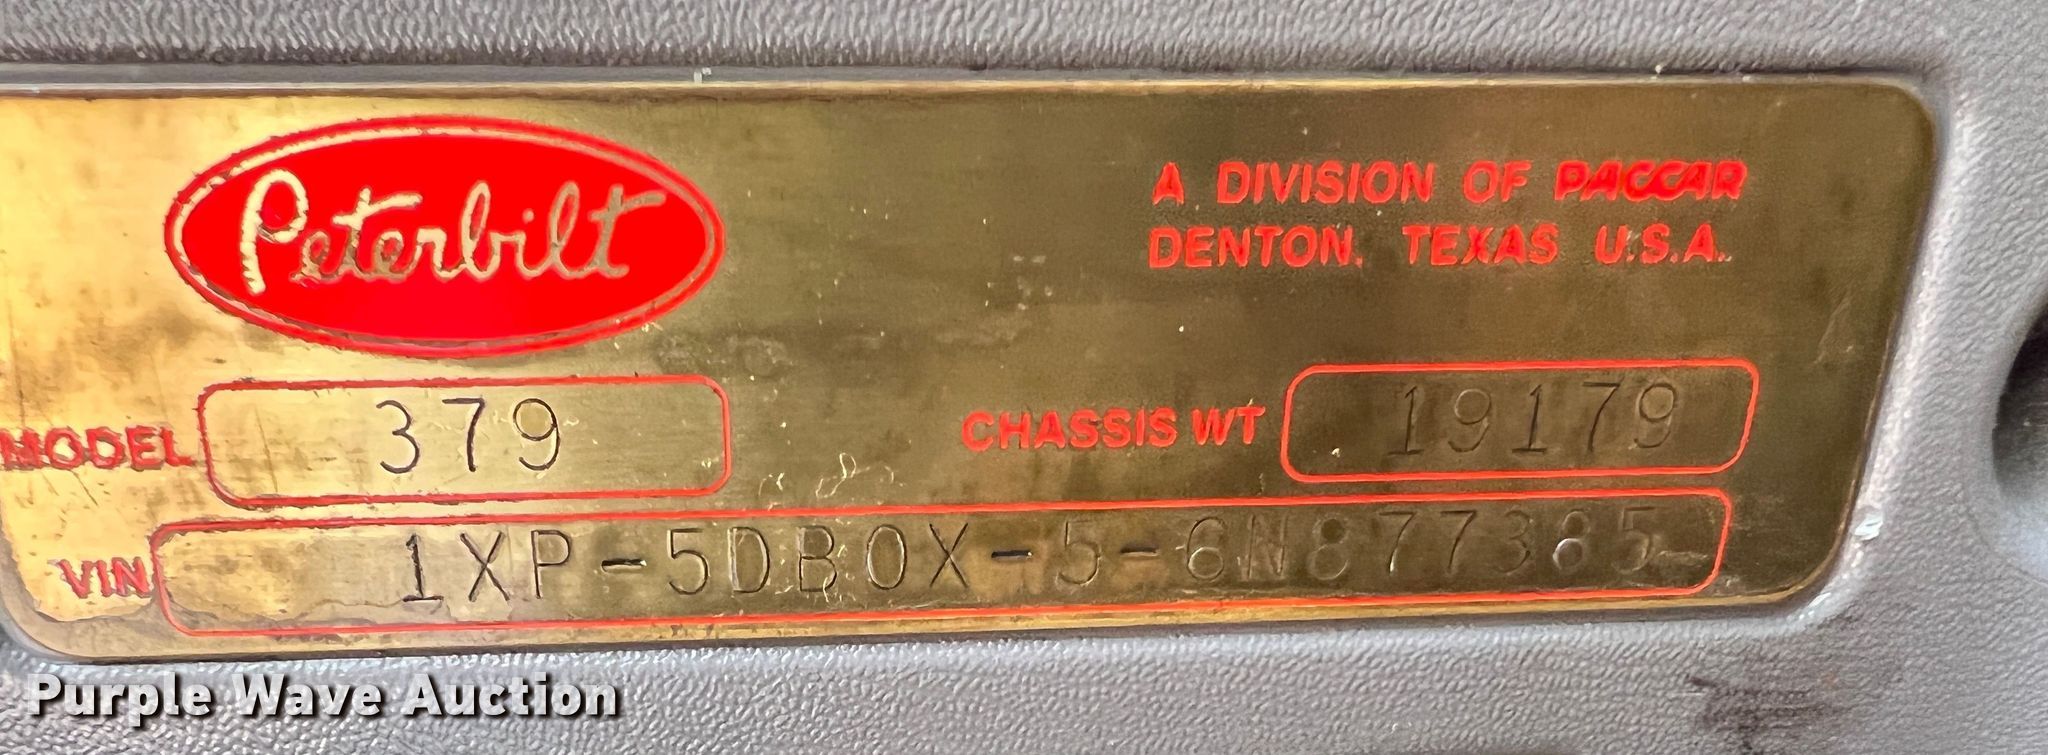 Peterbilt
A DIVISION OF PACCAR
DENTON, TEXAS U.S.A.
MODEL 379
CHASSIS WT 19179
VIN 1XP-5DB0X-5-6N877385
Purple Wave Auction